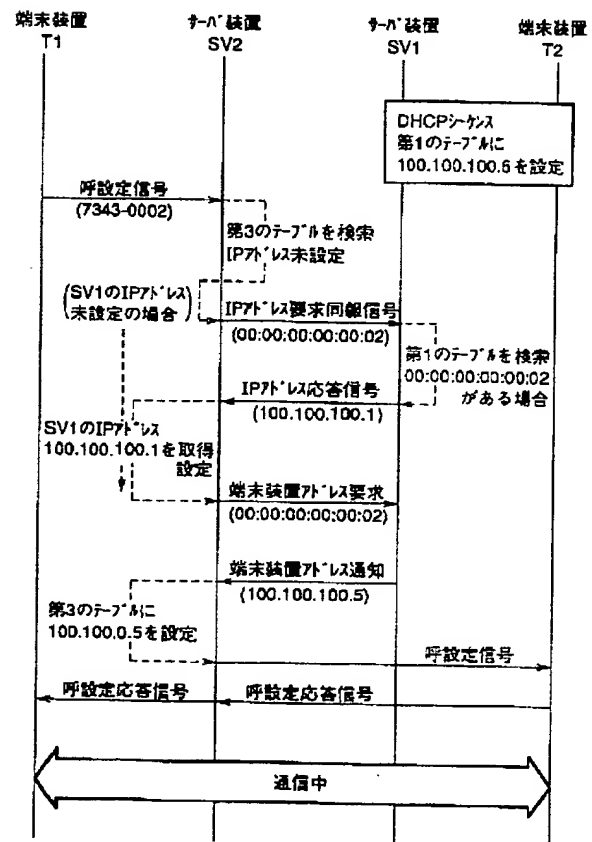 端末装置
T1
サーバ装置
SV2
サーバ装置
SV1
端末装置
T2
DHCPシーケンス
第1のテーブルに
100.100.100.5を設定
呼設定信号
(7343-0002)
第3のテーブルを検索
IPアドレス未設定
(SV1のIPアドレス
未設定の場合)
IPアドレス要求同報信号
(00:00:00:00:00:02)
第1のテーブルを検索
00:00:00:00:00:02
がある場合
IPアドレス応答信号
(100.100.100.1)
SV1のIPアドレス
100.100.100.1を取得
設定
端末装置アドレス要求
(00:00:00:00:00:02)
端末装置アドレス通知
(100.100.100.5)
第3のテーブルに
100.100.0.5を設定
呼設定信号
呼設定応答信号
呼設定応答信号
通信中